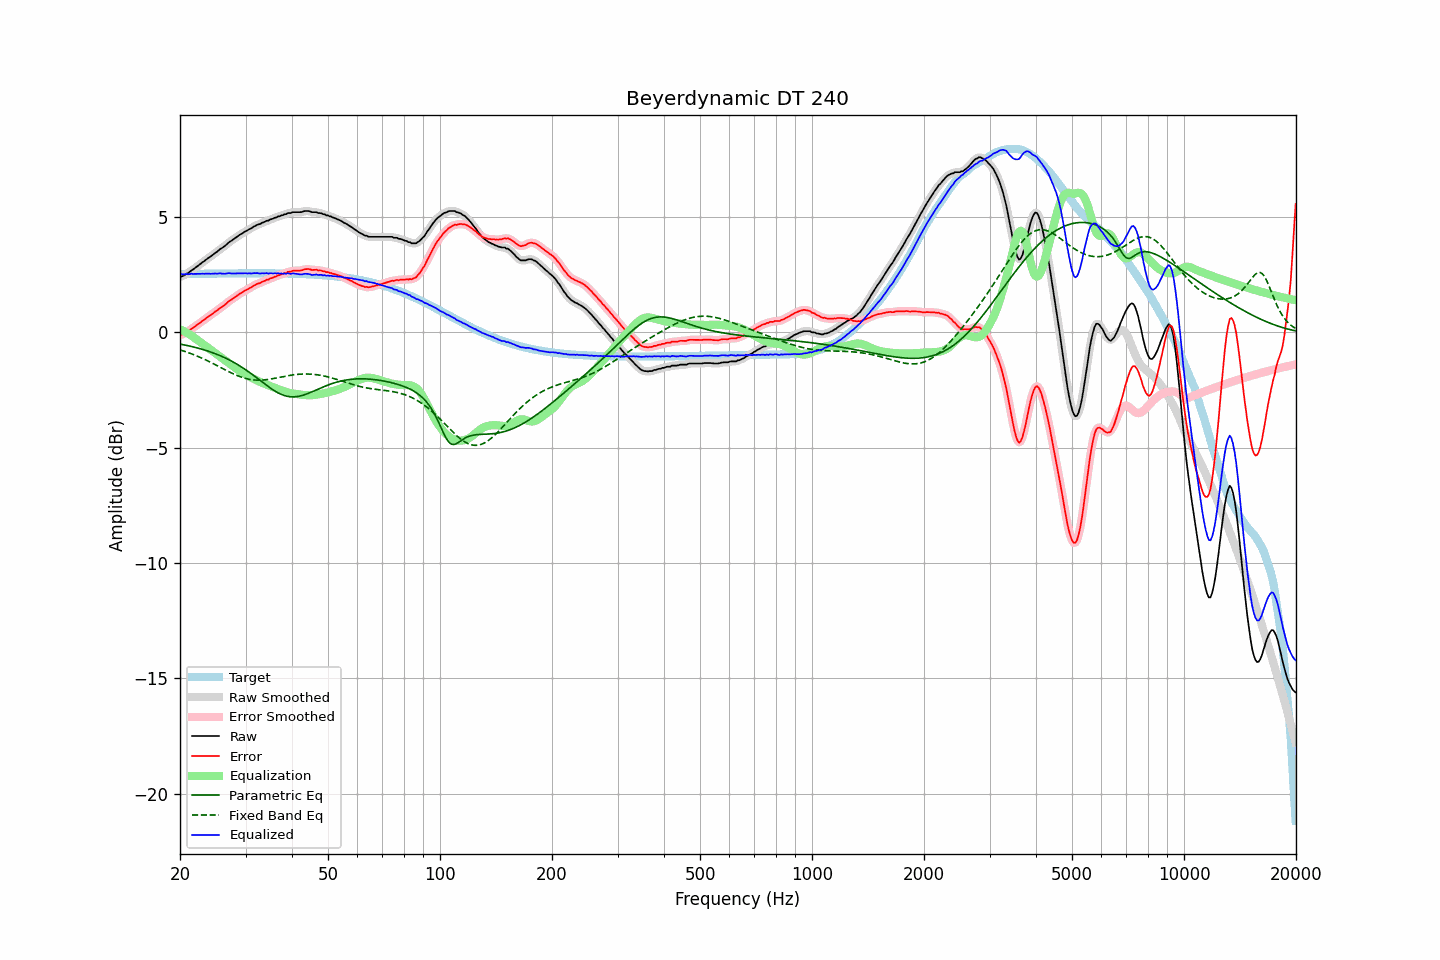 Beyerdynamic DT 240
Amplitude (dBr)
5
0
−5
−10
−15
−20
Target
Raw Smoothed
Error Smoothed
Raw
Error
Equalization
Parametric Eq
Fixed Band Eq
Equalized
20 50 100 200 500 1000 2000 5000 10000 20000
Frequency (Hz)